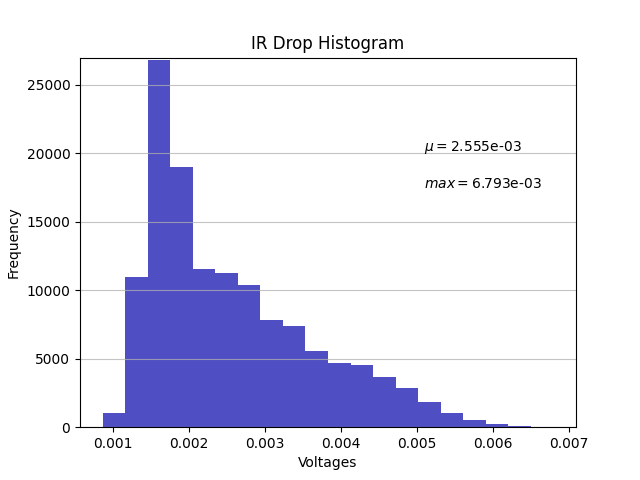 IR Drop Histogram
25000
20000
15000
10000
5000
0
Frequency
μ = 2.555e-03
max = 6.793e-03
0.001 0.002 0.003 0.004 0.005 0.006 0.007
Voltages